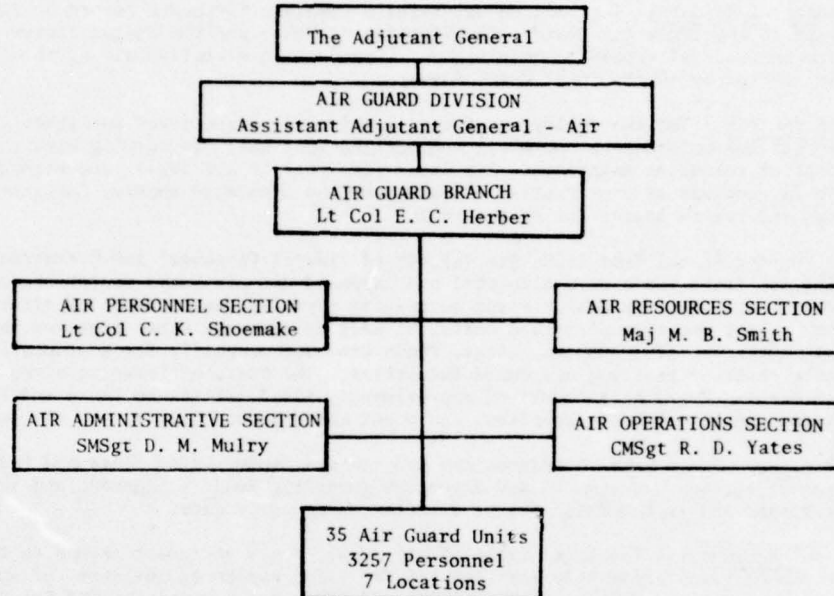 The Adjutant General
AIR GUARD DIVISION
Assistant Adjutant General - Air
AIR GUARD BRANCH
Lt Col E. C. Herber
AIR PERSONNEL SECTION
Lt Col C. K. Shoemake
AIR RESOURCES SECTION
Maj M. B. Smith
AIR ADMINISTRATIVE SECTION
SMSgt D. M. Mulry
AIR OPERATIONS SECTION
CMSgt R. D. Yates
35 Air Guard Units
3257 Personnel
7 Locations